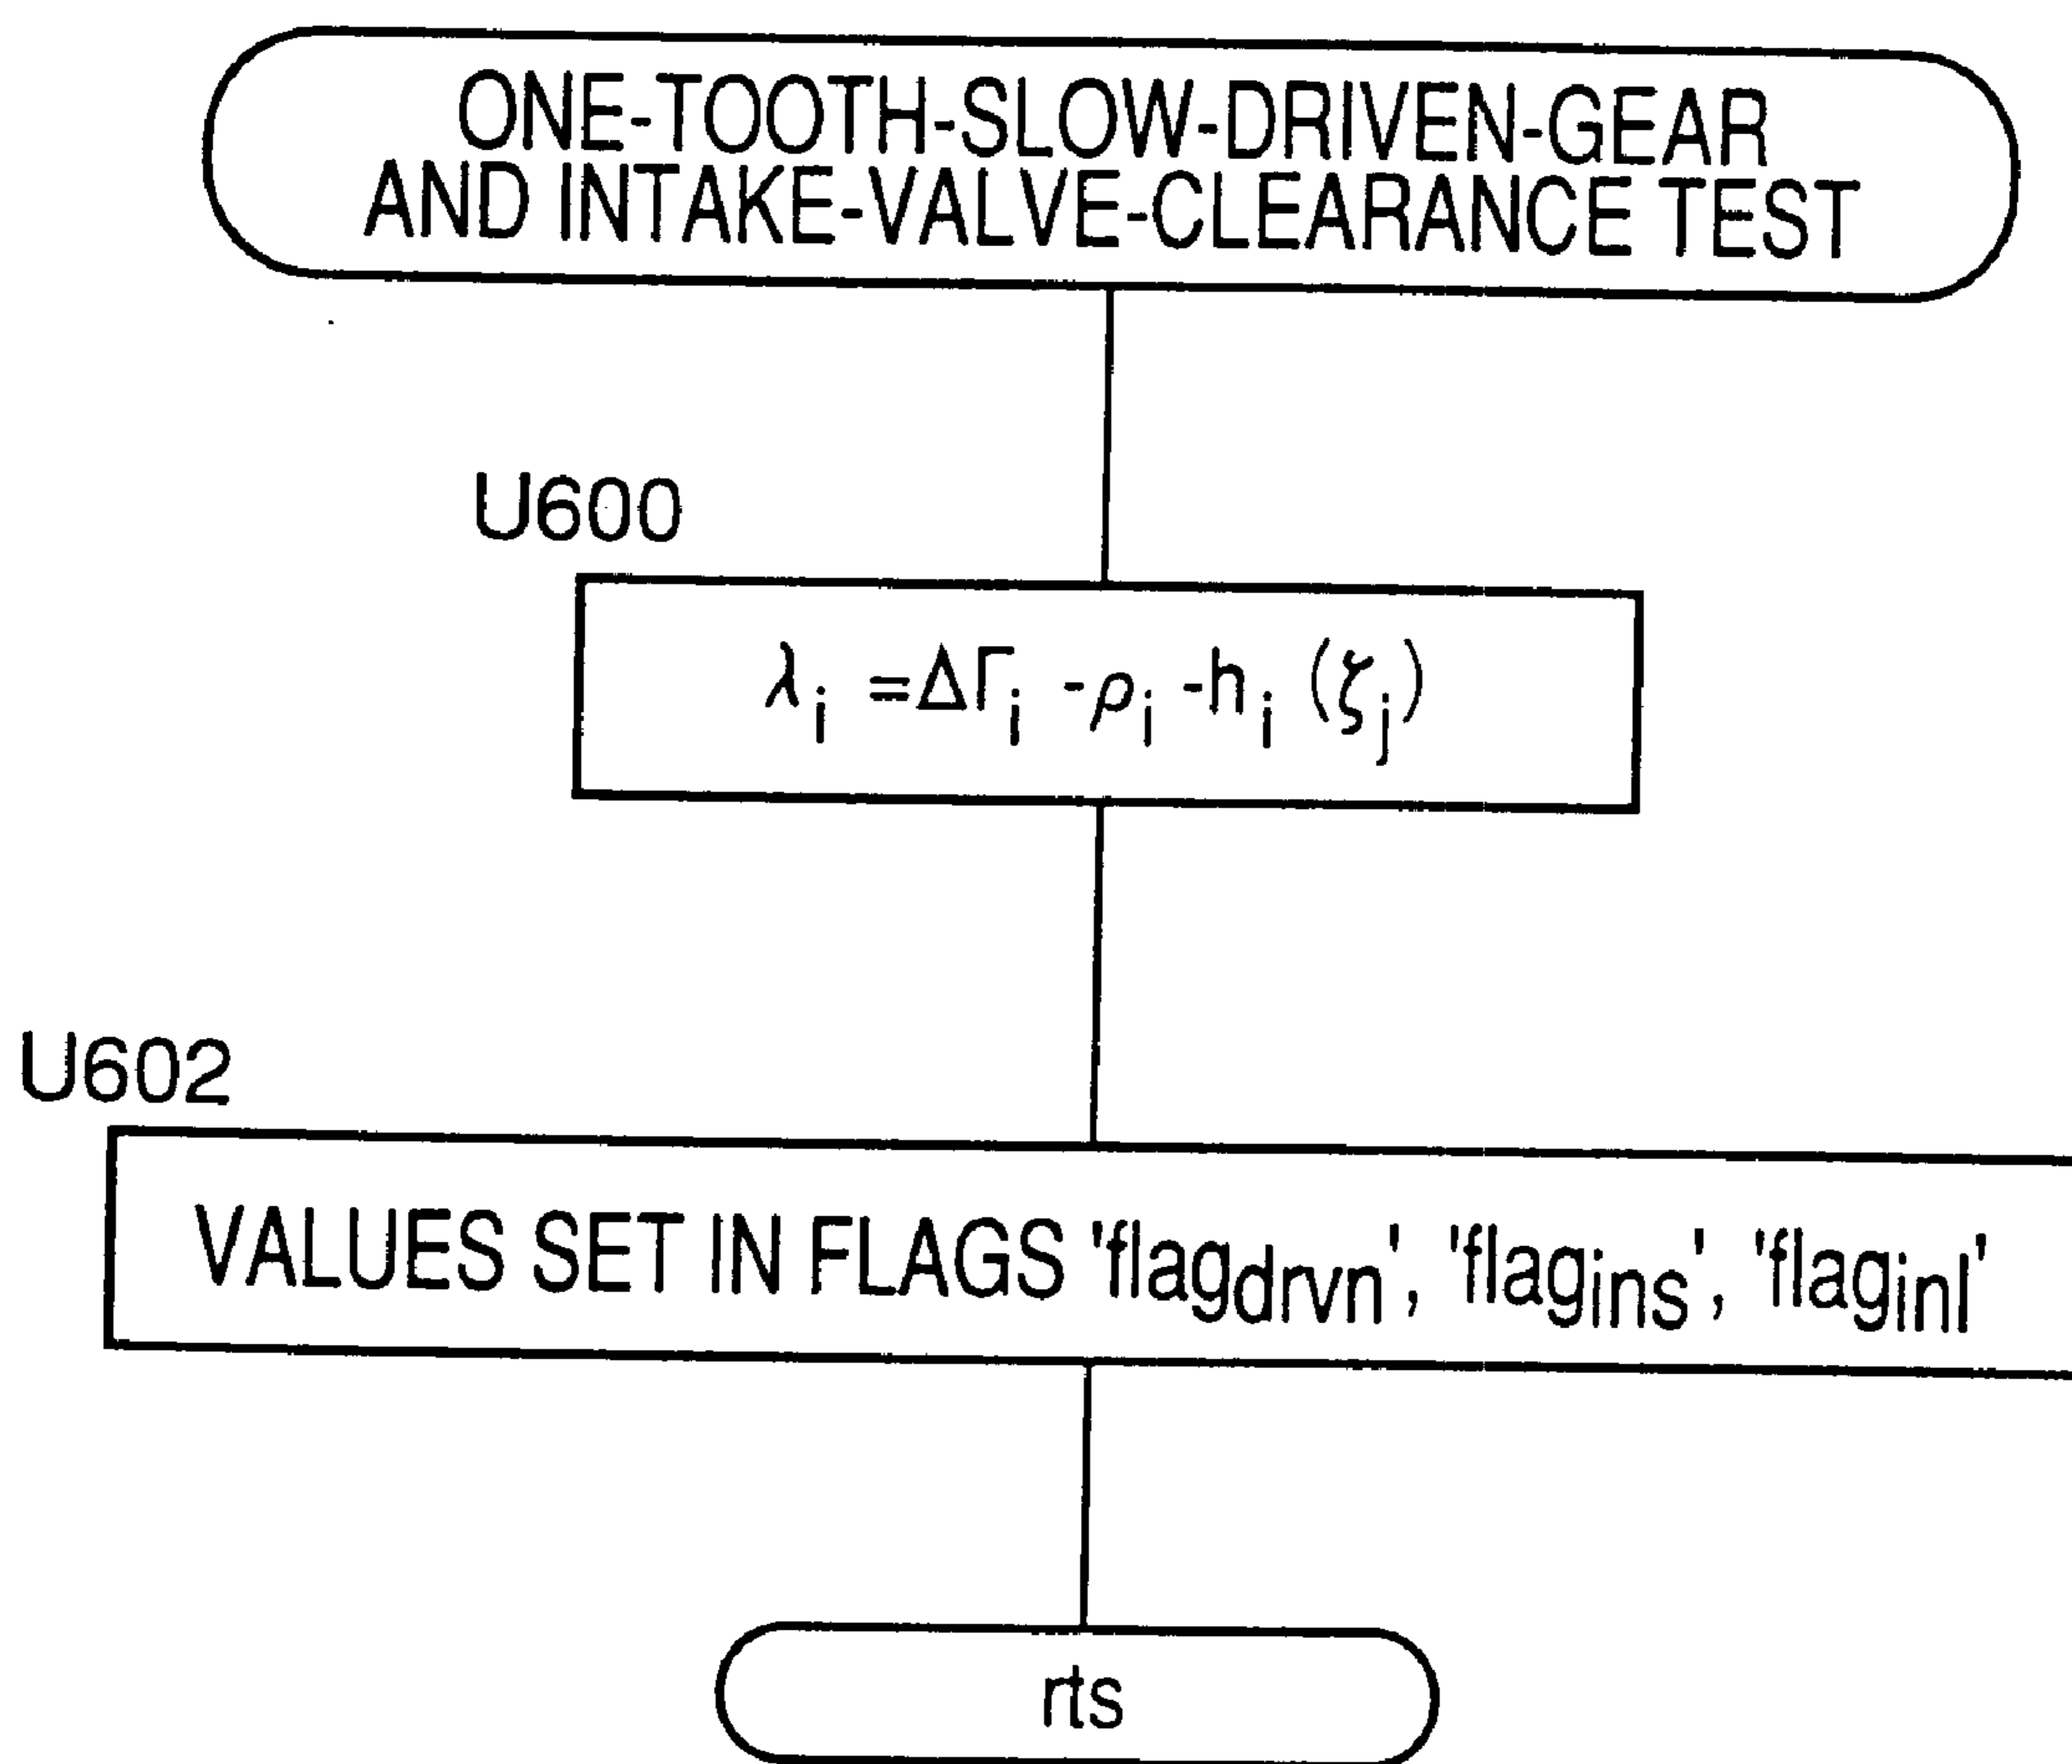 ONE-TOOTH-SLOW-DRIVEN-GEAR
AND INTAKE-VALVE-CLEARANCE TEST
U600
λi =ΔΓi -ρi -hi (ζj)
U602
VALUES SET IN FLAGS 'flagdrvn', 'flagins', 'flaginl'
rts